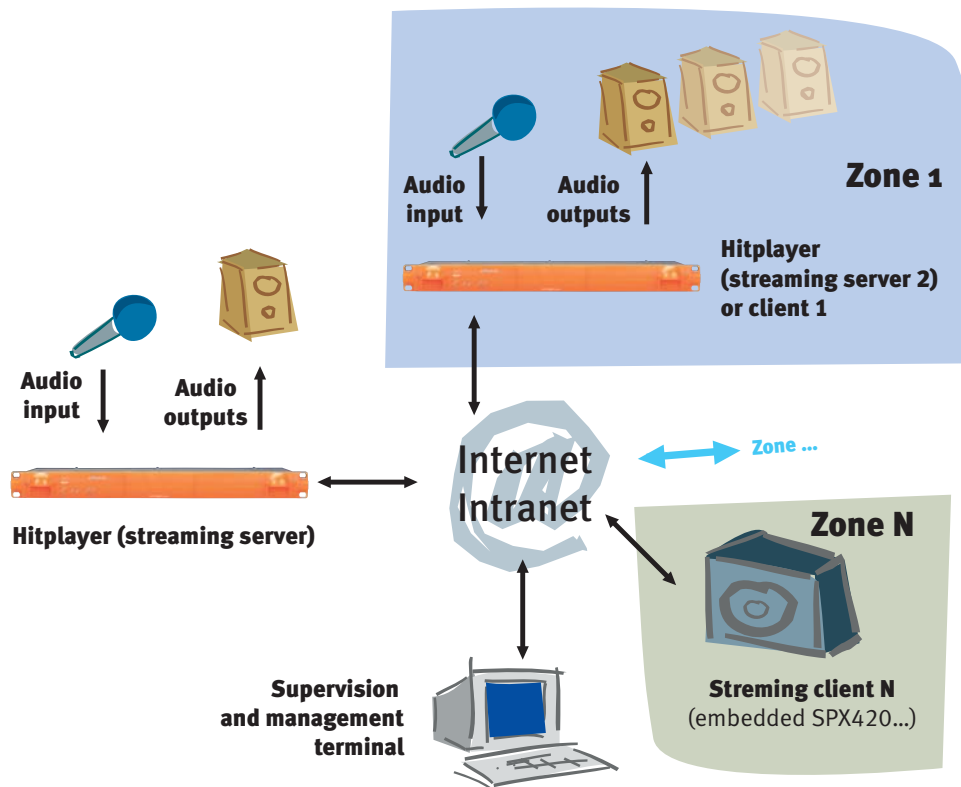 Zone 1
Audio
input
Audio
outputs
Hitplayer
(streaming server 2)
or client 1
Audio
input
Audio
outputs
Hitplayer (streaming server)
Internet
Intranet
Zone ...
Zone N
Streming client N
(embedded SPX420...)
Supervision
and management
terminal